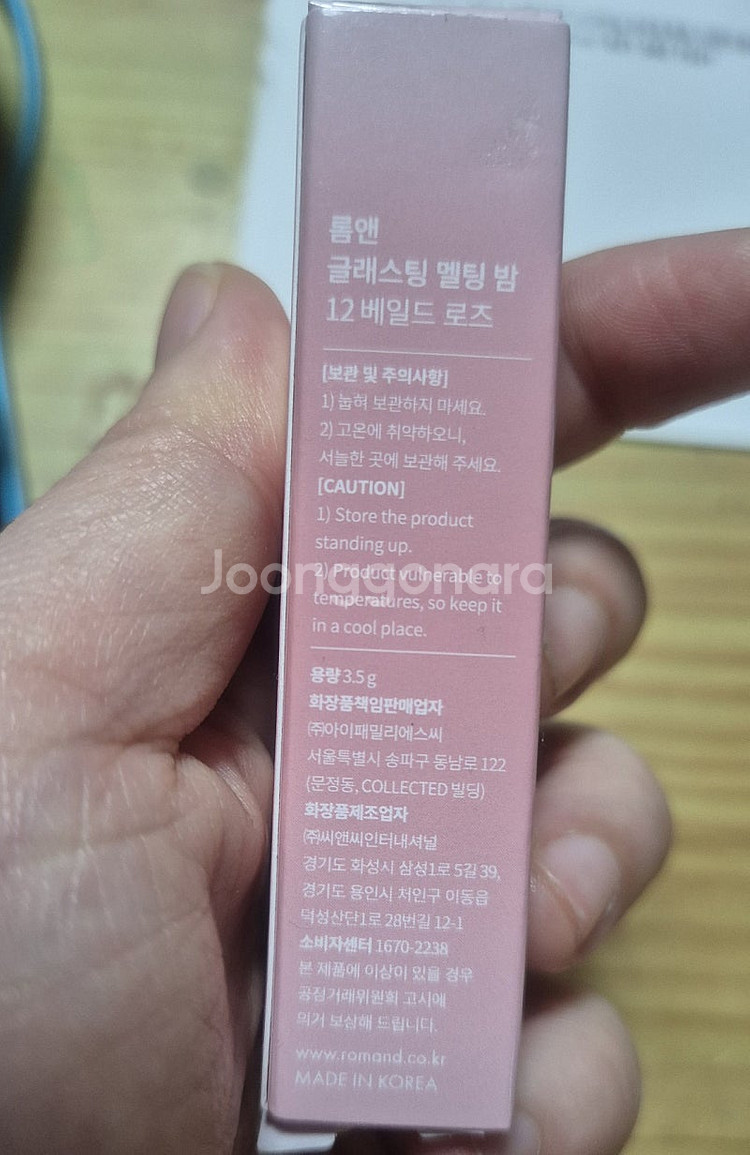 롬앤
글래스팅 멜팅 밤
12 베일드 로즈
[보관 및 주의사항]
1) 눕혀 보관하지 마세요.
2) 고온에 취약하오니,
서늘한 곳에 보관해 주세요.
[CAUTION]
1) Store the product
standing up.
2) Product vulnerable to
temperatures, so keep it
in a cool place.
Joonggonara
용량 3.5 g
화장품책임판매업자
㈜아이패밀리에스씨
서울특별시 송파구 동남로 122
(문정동, COLLECTED 빌딩)
화장품제조업자
㈜씨앤씨인터내셔널
경기도 화성시 삼성1로 5길 39,
경기도 용인시 처인구 이동읍
덕성산단1로 28번길 12-1
소비자센터 1670-2238
본 제품에 이상이 있을 경우
공정거래위원회 고시에
의거 보상해 드립니다.
www.romand.co.kr
MADE IN KOREA